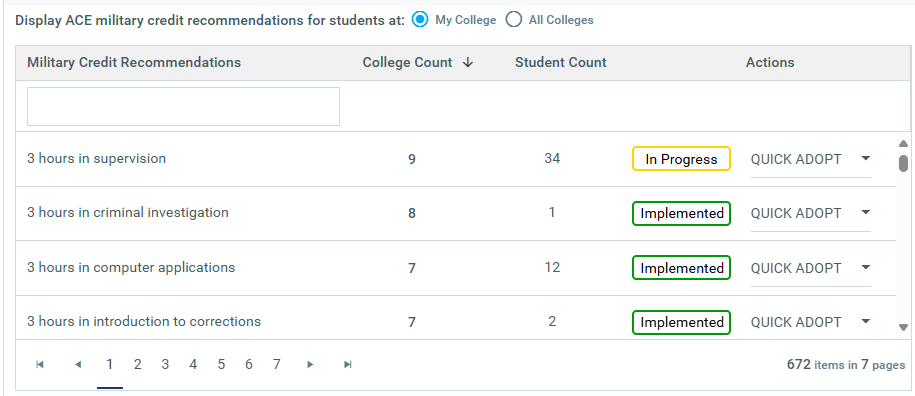 Display ACE military credit recommendations for students at: My College All Colleges
Military Credit Recommendations College Count ↓ Student Count Actions
3 hours in supervision 9 34 In Progress QUICK ADOPT
3 hours in criminal investigation 8 1 Implemented QUICK ADOPT
3 hours in computer applications 7 12 Implemented QUICK ADOPT
3 hours in introduction to corrections 7 2 Implemented QUICK ADOPT
1 2 3 4 5 6 7 672 items in 7 pages